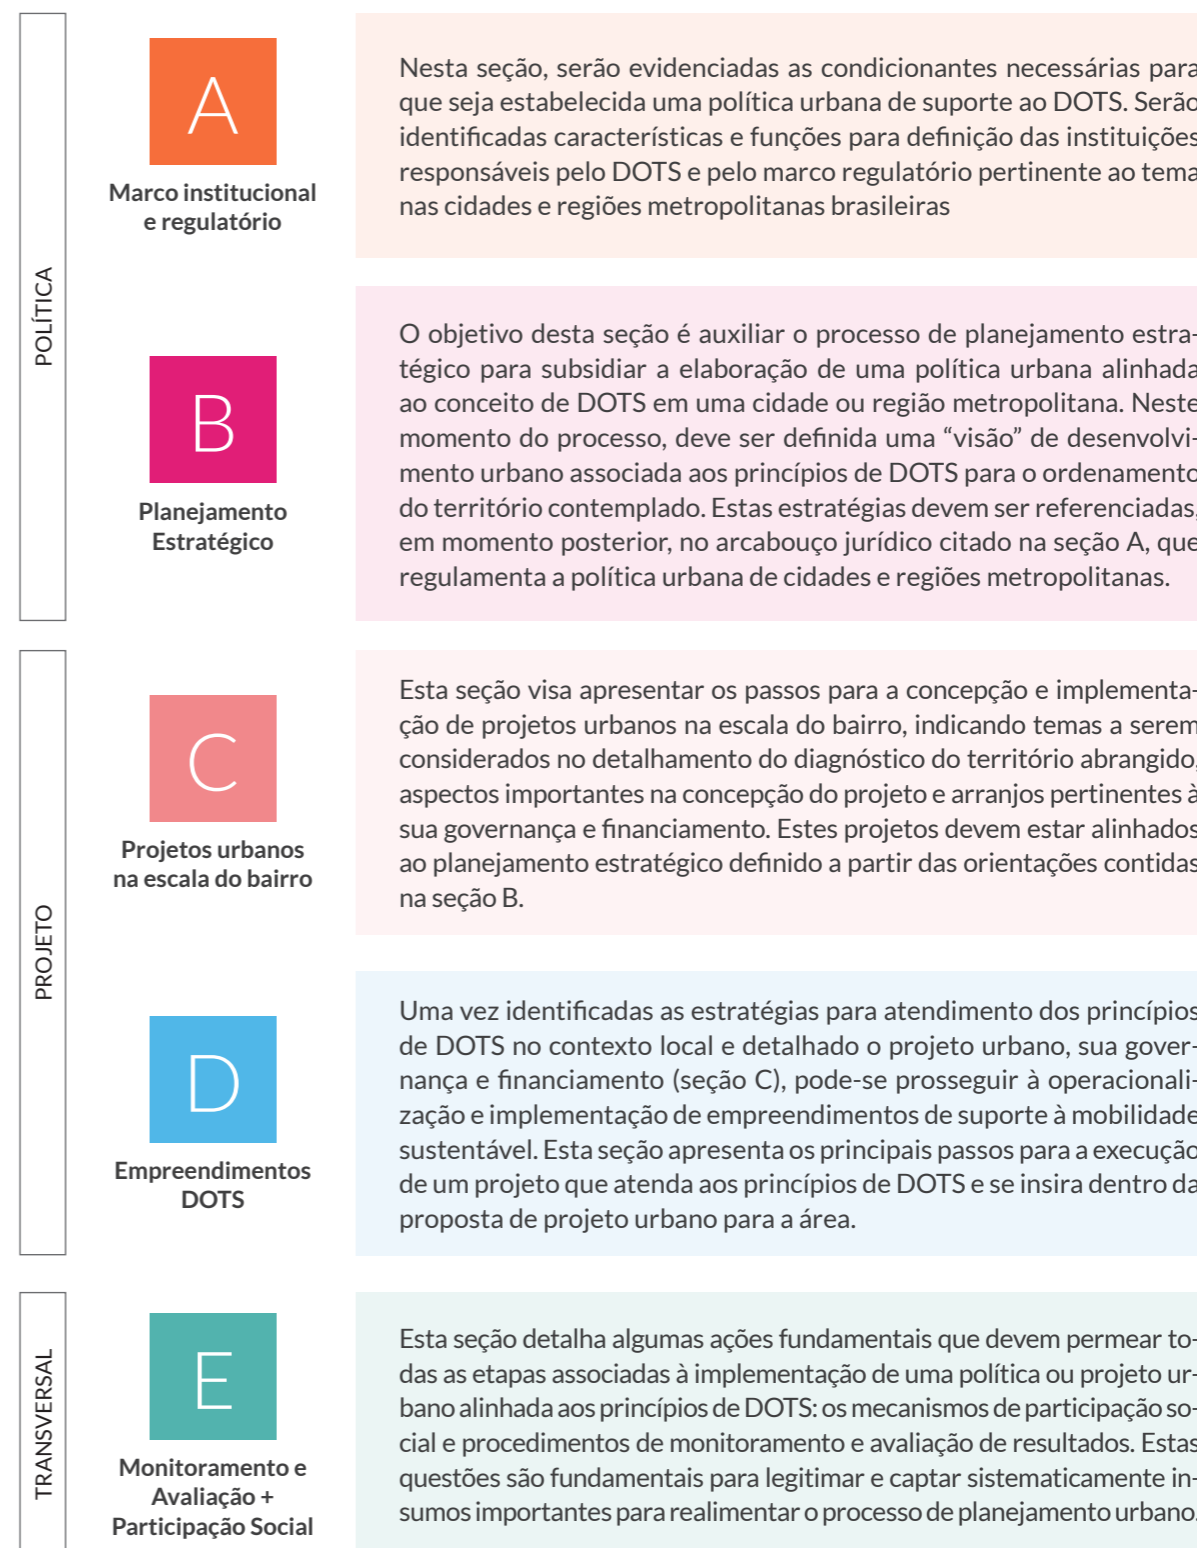 POLÍTICA
A
Marco institucional
e regulatório
Nesta seção, serão evidenciadas as condicionantes necessárias para
que seja estabelecida uma política urbana de suporte ao DOTS. Serão
identificadas características e funções para definição das instituições
responsáveis pelo DOTS e pelo marco regulatório pertinente ao tema
nas cidades e regiões metropolitanas brasileiras
B
Planejamento
Estratégico
O objetivo desta seção é auxiliar o processo de planejamento estra-
tégico para subsidiar a elaboração de uma política urbana alinhada
ao conceito de DOTS em uma cidade ou região metropolitana. Neste
momento do processo, deve ser definida uma “visão” de desenvolvi-
mento urbano associada aos princípios de DOTS para o ordenamento
do território contemplado. Estas estratégias devem ser referenciadas,
em momento posterior, no arcabouço jurídico citado na seção A, que
regulamenta a política urbana de cidades e regiões metropolitanas.
PROJETO
C
Projetos urbanos
na escala do bairro
Esta seção visa apresentar os passos para a concepção e implementa-
ção de projetos urbanos na escala do bairro, indicando temas a serem
considerados no detalhamento do diagnóstico do território abrangido,
aspectos importantes na concepção do projeto e arranjos pertinentes à
sua governança e financiamento. Estes projetos devem estar alinhados
ao planejamento estratégico definido a partir das orientações contidas
na seção B.
D
Empreendimentos
DOTS
Uma vez identificadas as estratégias para atendimento dos princípios
de DOTS no contexto local e detalhado o projeto urbano, sua gover-
nança e financiamento (seção C), pode-se prosseguir à operacionali-
zação e implementação de empreendimentos de suporte à mobilidade
sustentável. Esta seção apresenta os principais passos para a execução
de um projeto que atenda aos princípios de DOTS e se insira dentro da
proposta de projeto urbano para a área.
TRANSVERSAL
E
Monitoramento e
Avaliação +
Participação Social
Esta seção detalha algumas ações fundamentais que devem permear to-
das as etapas associadas à implementação de uma política ou projeto ur-
bano alinhada aos princípios de DOTS: os mecanismos de participação so-
cial e procedimentos de monitoramento e avaliação de resultados. Estas
questões são fundamentais para legitimar e captar sistematicamente in-
sumos importantes para realimentar o processo de planejamento urbano.